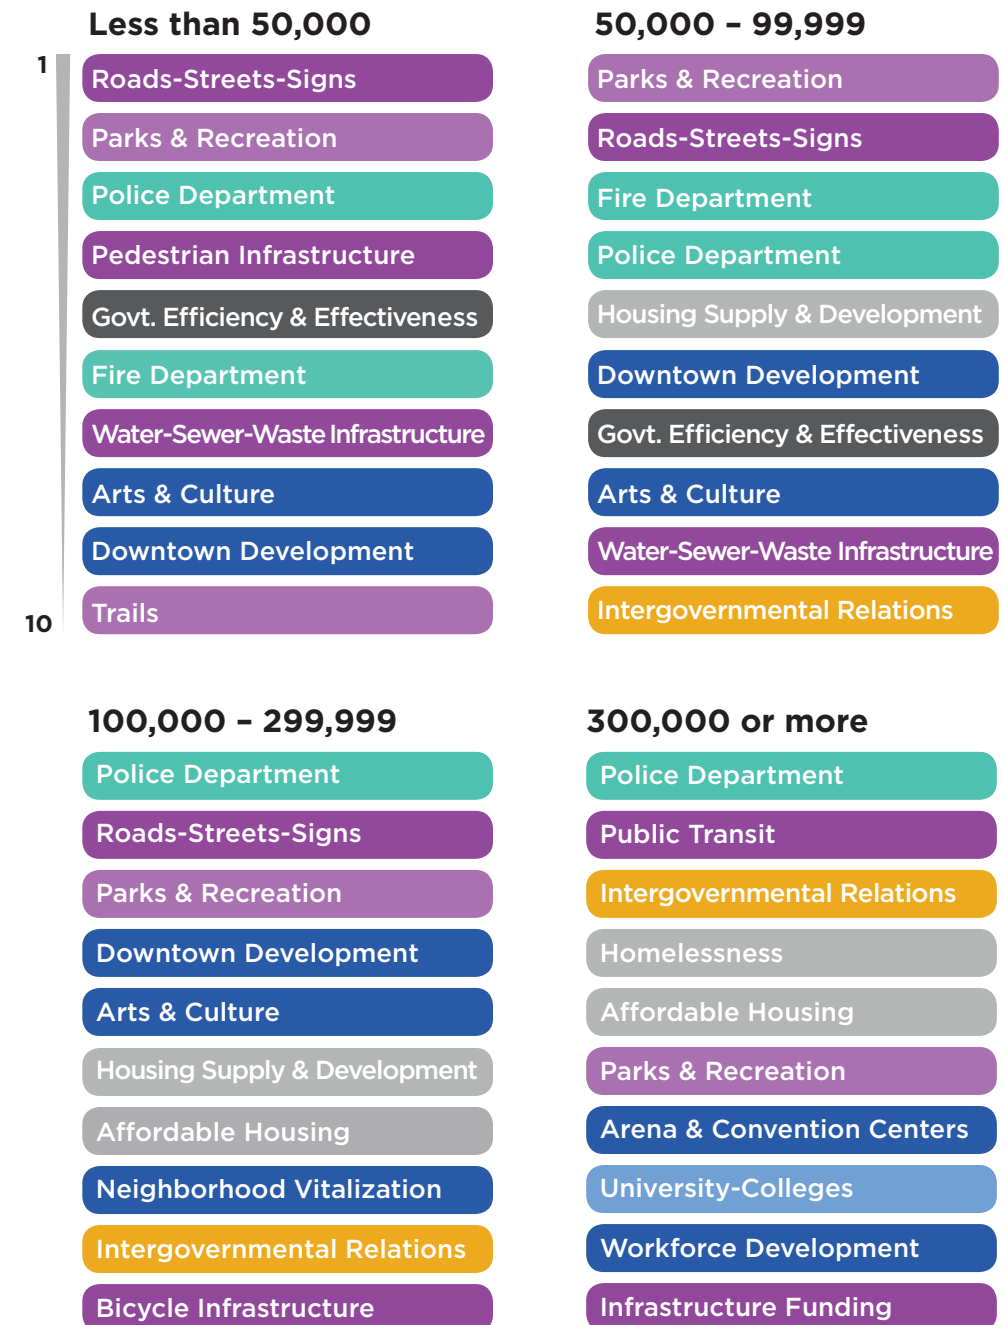 Less than 50,000
1
Roads-Streets-Signs
Parks & Recreation
Police Department
Pedestrian Infrastructure
Govt. Efficiency & Effectiveness
Fire Department
Water-Sewer-Waste Infrastructure
Arts & Culture
Downtown Development
Trails
10
50,000 – 99,999
Parks & Recreation
Roads-Streets-Signs
Fire Department
Police Department
Housing Supply & Development
Downtown Development
Govt. Efficiency & Effectiveness
Arts & Culture
Water-Sewer-Waste Infrastructure
Intergovernmental Relations
100,000 – 299,999
Police Department
Roads-Streets-Signs
Parks & Recreation
Downtown Development
Arts & Culture
Housing Supply & Development
Affordable Housing
Neighborhood Vitalization
Intergovernmental Relations
Bicycle Infrastructure
300,000 or more
Police Department
Public Transit
Intergovernmental Relations
Homelessness
Affordable Housing
Parks & Recreation
Arena & Convention Centers
University-Colleges
Workforce Development
Infrastructure Funding